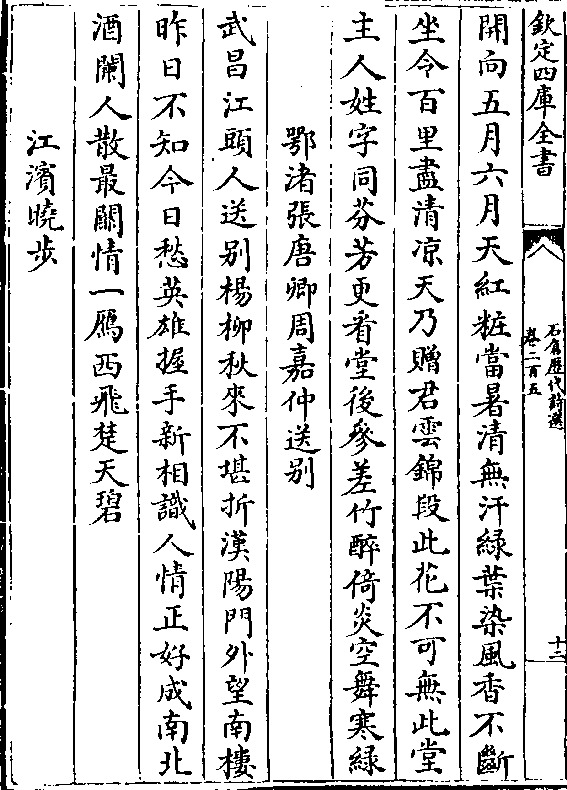 欽定四庫全書
石倉歷代詩選
卷二百五
十二
開向五月六月天紅粧當暑清無汗緑葉染風香不斷
坐令百里盡清凉天乃贈君雲錦段此花不可無此堂
主人姓字同芬芳更看堂後參差竹醉倚炎空舞寒緑
鄂渚張唐卿周嘉仲送别
武昌江頭人送别楊柳秋來不堪折漢陽門外望南樓
昨日不知今日愁英雄握手新相識人情正好成南北
酒闌人散最關情一鴈西飛楚天碧
江濱曉步